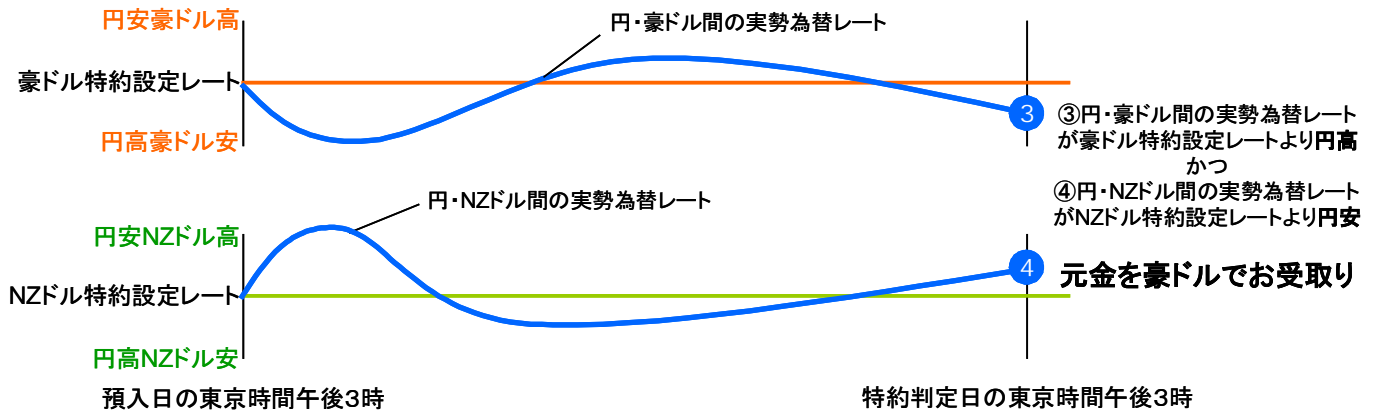 円安豪ドル高
円・豪ドル間の実勢為替レート
豪ドル特約設定レート
円高豪ドル安
3
③円・豪ドル間の実勢為替レート
が豪ドル特約設定レートより円高
かつ
④円・NZドル間の実勢為替レート
がNZドル特約設定レートより円安
元金を豪ドルでお受取り
円・NZドル間の実勢為替レート
円安NZドル高
4
NZドル特約設定レート
円高NZドル安
預入日の東京時間午後3時
特約判定日の東京時間午後3時